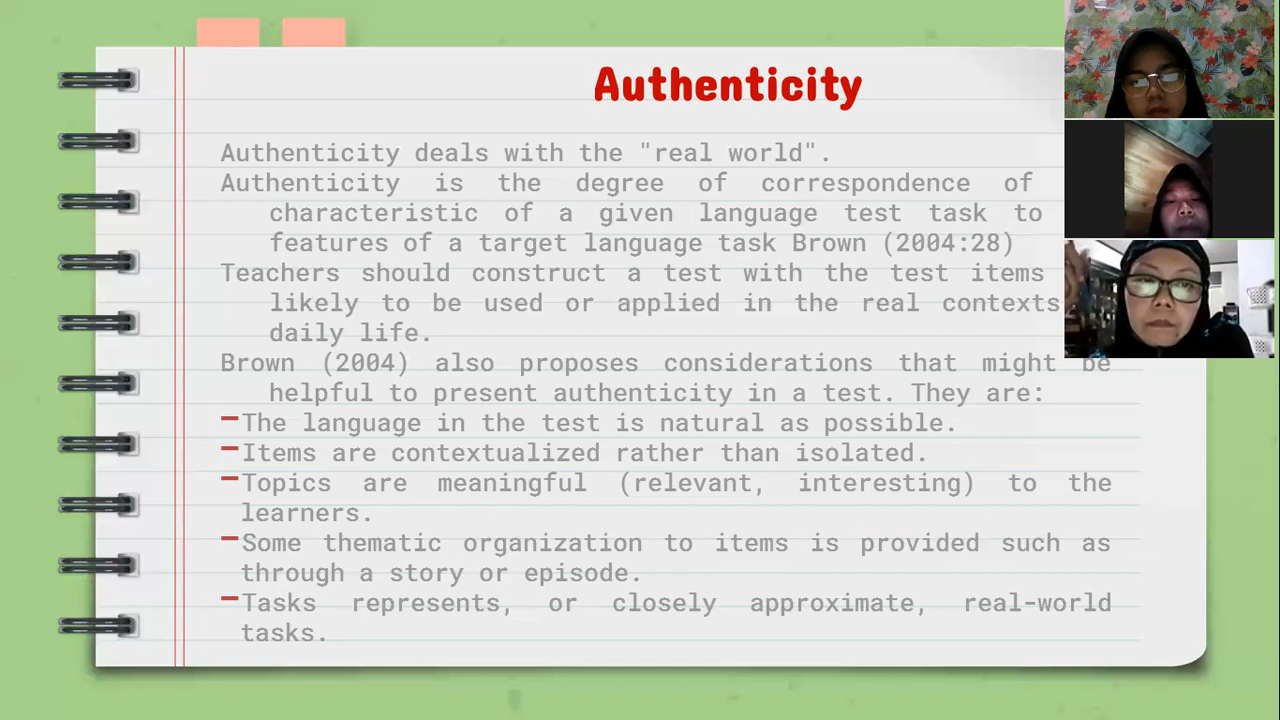 Authenticity
Authenticity deals with the "real world".
Authenticity is the degree of correspondence of
characteristic of a given language test task to
features of a target language task Brown (2004:28)
Teachers should construct a test with the test items
likely to be used or applied in the real contexts
daily life.
Brown (2004) also proposes considerations that might be
helpful to present authenticity in a test. They are:
-The language in the test is natural as possible.
-Items are contextualized rather than isolated.
-Topics are meaningful (relevant, interesting) to the
learners.
-Some thematic organization to items is provided such as
through a story or episode.
-Tasks represents, or closely approximate, real-world
tasks.